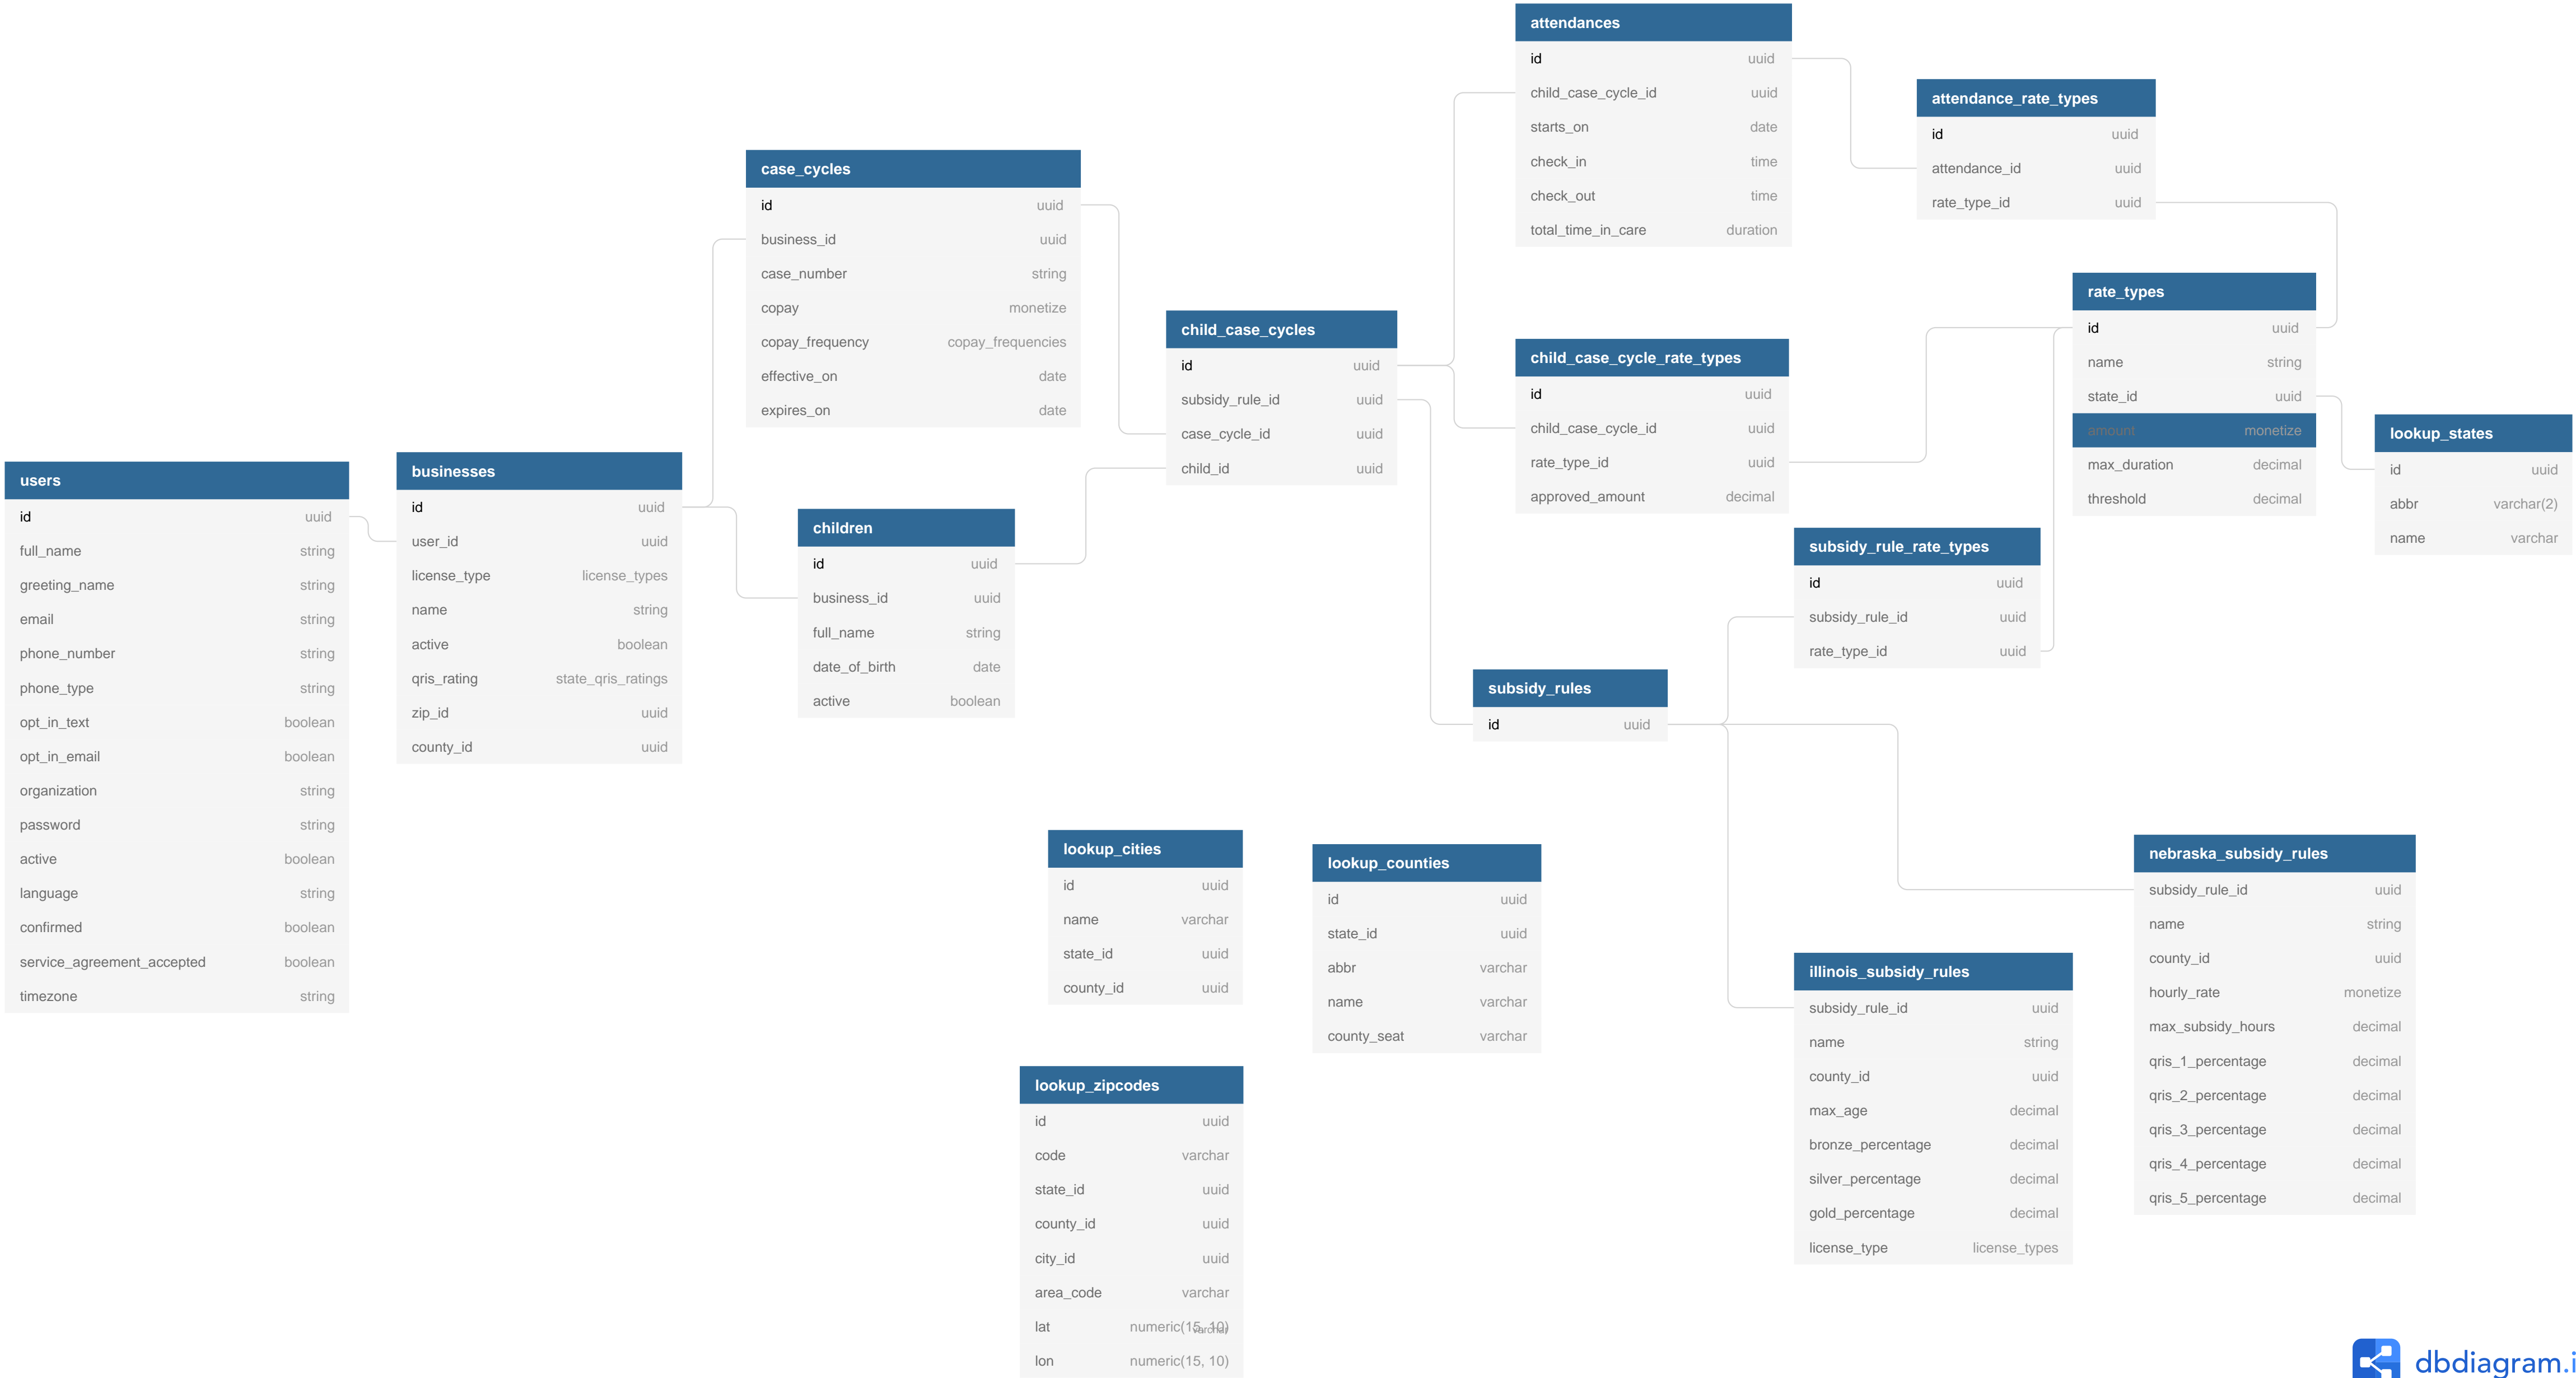 users
id uuid
full_name string
greeting_name string
email string
phone_number string
phone_type string
opt_in_text boolean
opt_in_email boolean
organization string
password string
active boolean
language string
confirmed boolean
service_agreement_accepted boolean
timezone string
businesses
id uuid
user_id uuid
license_type license_types
name string
active boolean
qris_rating state_qris_ratings
zip_id uuid
county_id uuid
case_cycles
id uuid
business_id uuid
case_number string
copay monetize
copay_frequency copay_frequencies
effective_on date
expires_on date
children
id uuid
business_id uuid
full_name string
date_of_birth date
active boolean
child_case_cycles
id uuid
subsidy_rule_id uuid
case_cycle_id uuid
child_id uuid
attendances
id uuid
child_case_cycle_id uuid
starts_on date
check_in time
check_out time
total_time_in_care duration
attendance_rate_types
id uuid
attendance_id uuid
rate_type_id uuid
child_case_cycle_rate_types
id uuid
child_case_cycle_id uuid
rate_type_id uuid
approved_amount decimal
rate_types
id uuid
name string
state_id uuid
amount monetize
max_duration decimal
threshold decimal
lookup_states
id uuid
abbr varchar(2)
name varchar
subsidy_rule_rate_types
id uuid
subsidy_rule_id uuid
rate_type_id uuid
subsidy_rules
id uuid
lookup_cities
id uuid
name varchar
state_id uuid
county_id uuid
lookup_counties
id uuid
state_id uuid
abbr varchar
name varchar
county_seat varchar
lookup_zipcodes
id uuid
code varchar
state_id uuid
county_id uuid
city_id uuid
area_code varchar
lat numeric(15, 10)
varchar
lon numeric(15, 10)
illinois_subsidy_rules
subsidy_rule_id uuid
name string
county_id uuid
max_age decimal
bronze_percentage decimal
silver_percentage decimal
gold_percentage decimal
license_type license_types
nebraska_subsidy_rules
subsidy_rule_id uuid
name string
county_id uuid
hourly_rate monetize
max_subsidy_hours decimal
qris_1_percentage decimal
qris_2_percentage decimal
qris_3_percentage decimal
qris_4_percentage decimal
qris_5_percentage decimal
dbdiagram.i